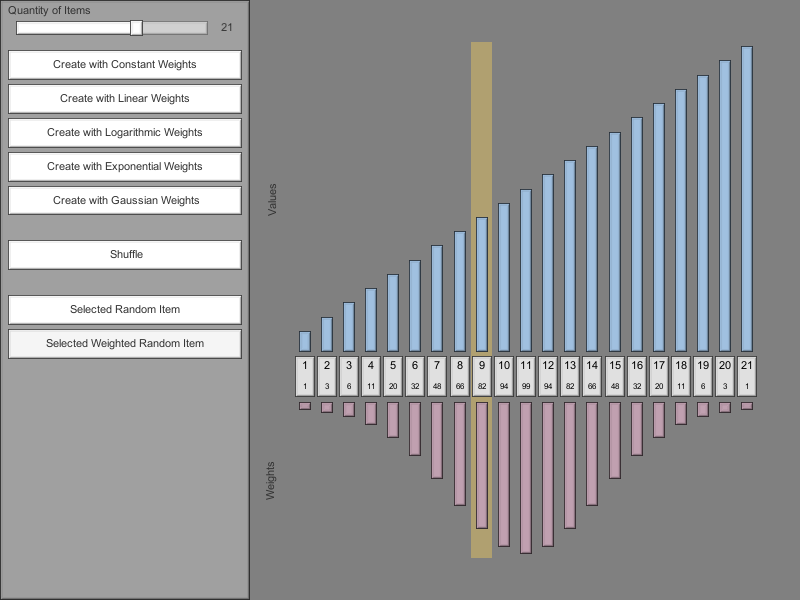 Quantity of Items
21
Create with Constant Weights
Create with Linear Weights
Create with Logarithmic Weights
Create with Exponential Weights
Create with Gaussian Weights
Shuffle
Selected Random Item
Selected Weighted Random Item
Values
1 2 3 4 5 6 7 8 9 10 11 12 13 14 15 16 17 18 19 20 21
1 3 6 11 20 32 48 66 82 94 99 94 82 66 48 32 20 11 6 3 1
Weights